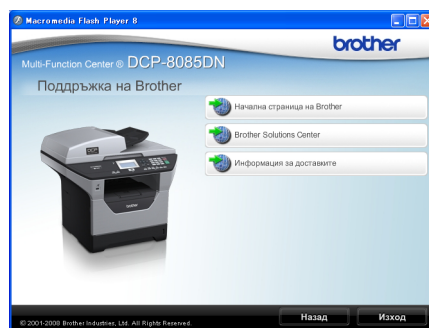 Macromedia Flash Player 8
brother
Multi-Function Center ® DCP-8085DN
Поддръжка на Brother
Начална страница на Brother
Brother Solutions Center
Информация за доставките
Назад
Изход
© 2001-2008 Brother Industries, Ltd. All Rights Reserved.